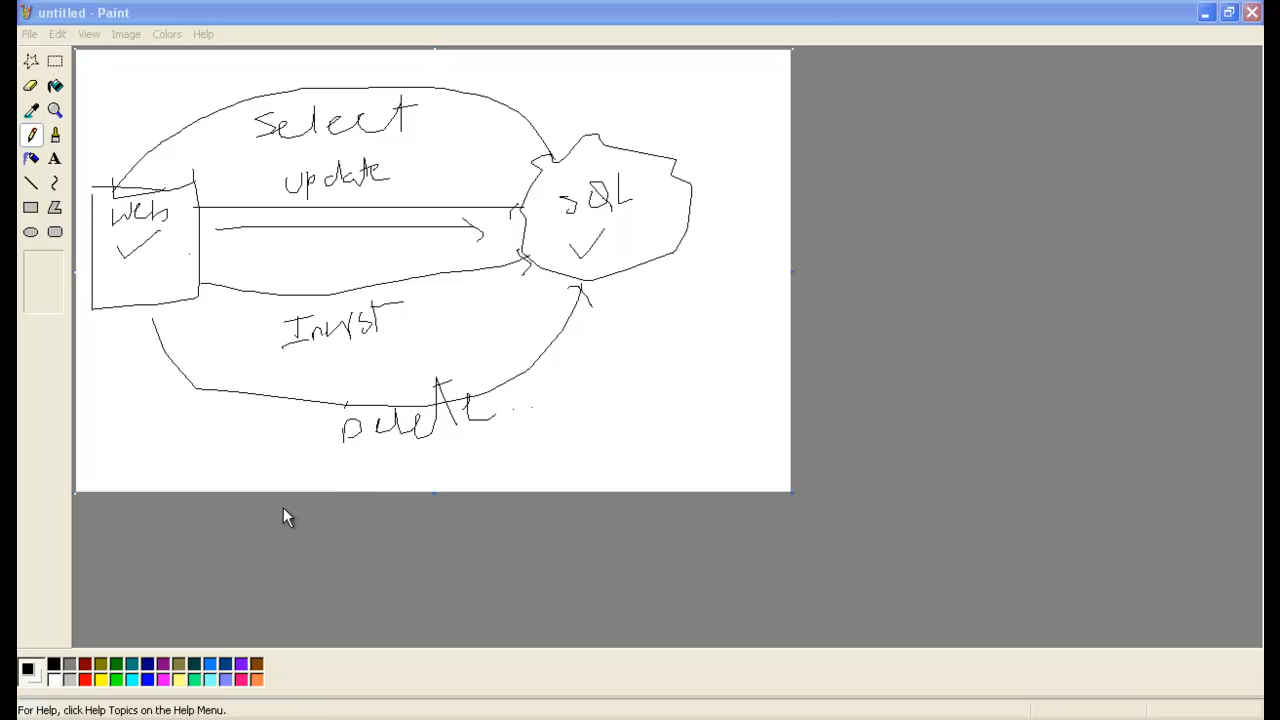 untitled - Paint
File Edit View Image Colors Help
Select
update
Web
SQL
Inurst
Delete ...
For Help, click Help Topics on the Help Menu.